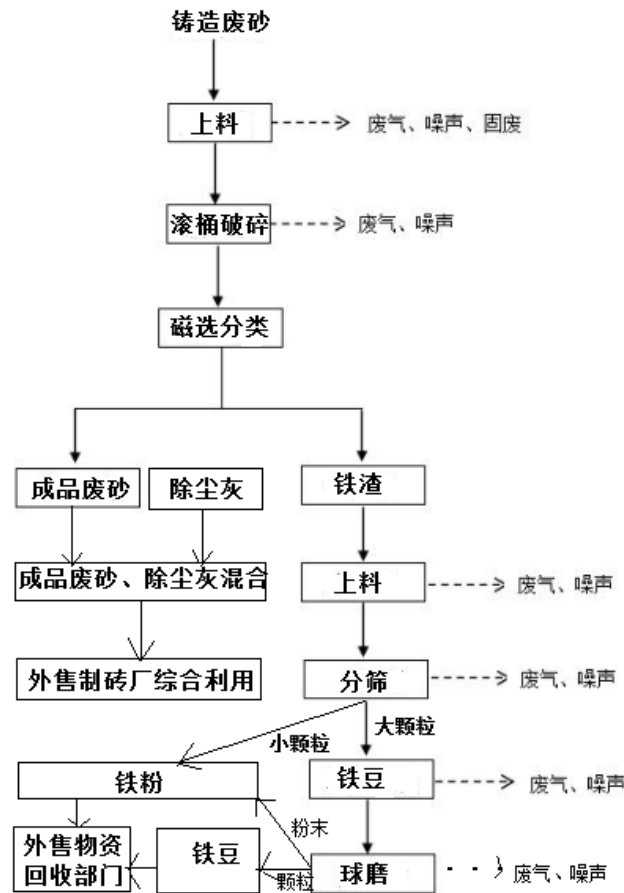 铸造废砂
上料
废气、噪声、固废
滚桶破碎
废气、噪声
磁选分类
成品废砂
除尘灰
铁渣
成品废砂、除尘灰混合
上料
废气、噪声
外售制砖厂综合利用
分筛
废气、噪声
小颗粒
大颗粒
铁粉
铁豆
废气、噪声
粉末
外售物资
回收部门
铁豆
颗粒
球磨
废气、噪声